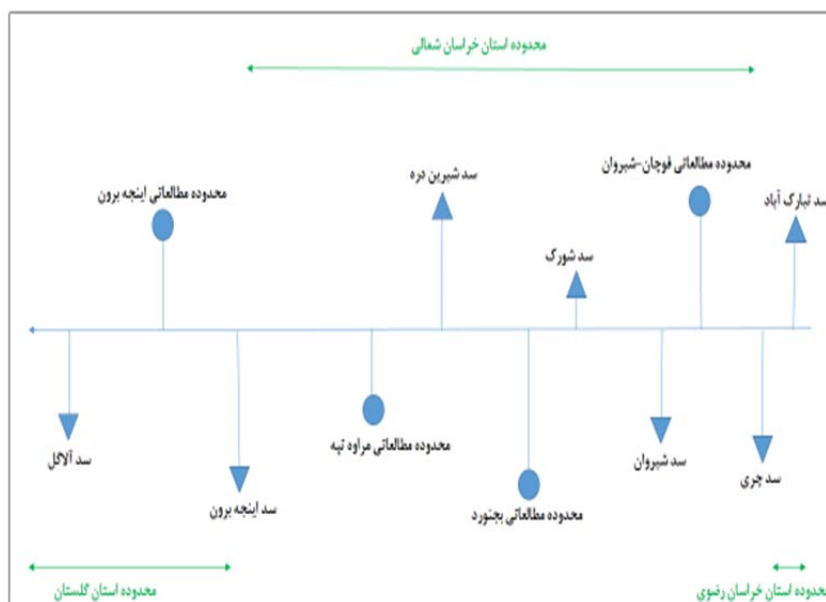 محدوده استان خراسان شمالی
محدوده مطالعاتی قوچان-شیروان
سد تبارک آباد
سد شیرین دره
محدوده مطالعاتی اینچه برون
سد شورک
سد چری
سد شیروان
محدوده مطالعاتی بجنورد
محدوده مطالعاتی مراوه تپه
سد اینچه برون
سد آلاگل
محدوده استان خراسان رضوی
محدوده استان گلستان